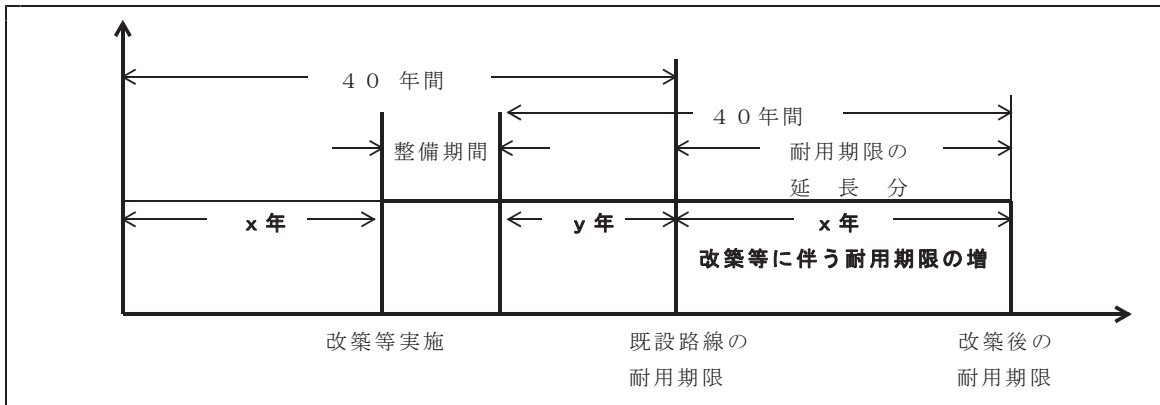 ４０ 年間
４０年間
整備期間
耐用期限の
延 長 分
x 年
y 年
x 年
改築等に伴う耐用期限の増
改築等実施
既設路線の
耐用期限
改築後の
耐用期限